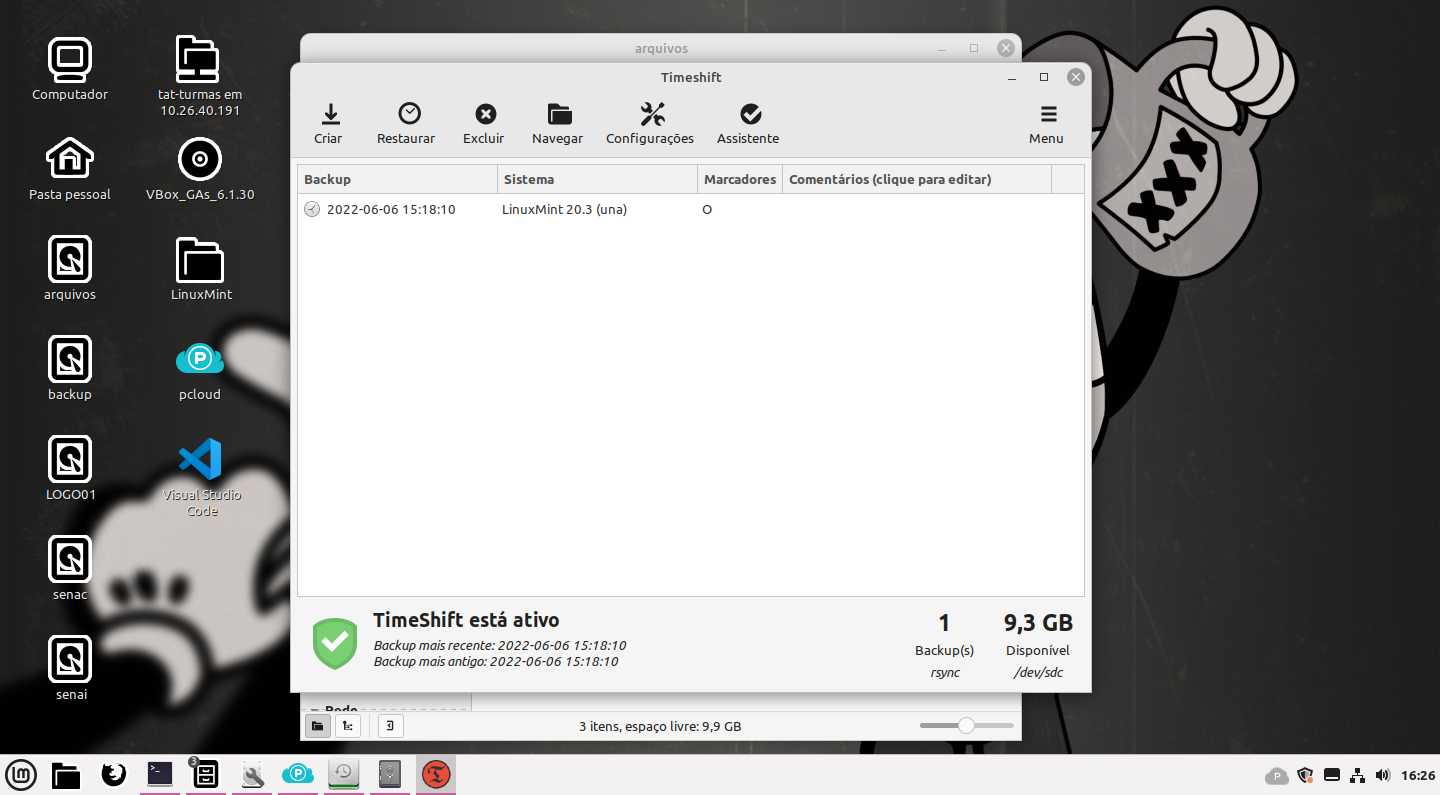 Computador
tat-turmas em
10.26.40.191
Pasta pessoal
VBox_GAs_6.1.30
arquivos
LinuxMint
backup
pcloud
LOGO01
Visual Studio
Code
senac
senai
arquivos
Timeshift
Criar
Restaurar
Excluir
Navegar
Configurações
Assistente
Menu
Backup
Sistema
Marcadores
Comentários (clique para editar)
2022-06-06 15:18:10
LinuxMint 20.3 (una)
O
TimeShift está ativo
Backup mais recente: 2022-06-06 15:18:10
Backup mais antigo: 2022-06-06 15:18:10
1
Backup(s)
rsync
9,3 GB
Disponível
/dev/sdc
Rede
3 itens, espaço livre: 9,9 GB
XXX
3
16:26